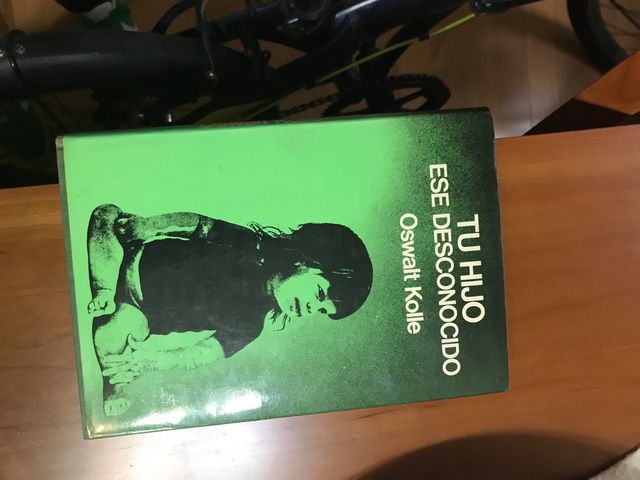 TU HIJO
ESE DESCONOCIDO
Oswalt Kolle